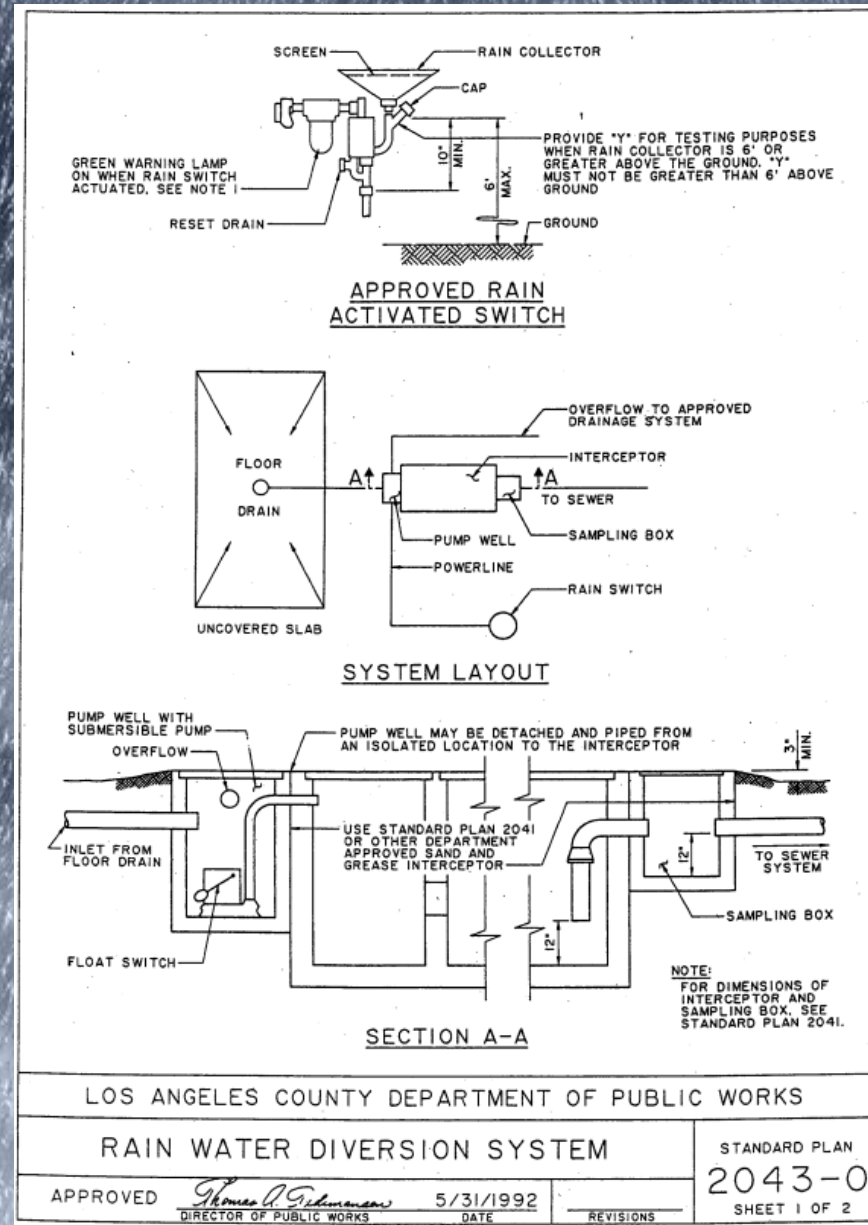 SCREEN
RAIN COLLECTOR
CAP
GREEN WARNING LAMP
ON WHEN RAIN SWITCH
ACTUATED, SEE NOTE 1
RESET DRAIN
10" MIN.
6' MAX.
PROVIDE "Y" FOR TESTING PURPOSES
WHEN RAIN COLLECTOR IS 6' OR
GREATER ABOVE THE GROUND. "Y"
MUST NOT BE GREATER THAN 6' ABOVE
GROUND
GROUND
APPROVED RAIN
ACTIVATED SWITCH
OVERFLOW TO APPROVED
DRAINAGE SYSTEM
INTERCEPTOR
FLOOR
DRAIN
A
A
TO SEWER
PUMP WELL
SAMPLING BOX
POWERLINE
RAIN SWITCH
UNCOVERED SLAB
SYSTEM LAYOUT
PUMP WELL WITH
SUBMERSIBLE PUMP
OVERFLOW
PUMP WELL MAY BE DETACHED AND PIPED FROM
AN ISOLATED LOCATION TO THE INTERCEPTOR
3" MIN.
INLET FROM
FLOOR DRAIN
USE STANDARD PLAN 2041
OR OTHER DEPARTMENT
APPROVED SAND AND
GREASE INTERCEPTOR
12"
TO SEWER
SYSTEM
SAMPLING BOX
FLOAT SWITCH
12"
NOTE:
FOR DIMENSIONS OF
INTERCEPTOR AND
SAMPLING BOX, SEE
STANDARD PLAN 2041.
SECTION A-A
LOS ANGELES COUNTY DEPARTMENT OF PUBLIC WORKS
RAIN WATER DIVERSION SYSTEM
STANDARD PLAN
2043-0
SHEET 1 OF 2
APPROVED
Thomas A.
5/31/1992
DIRECTOR OF PUBLIC WORKS
DATE
REVISIONS